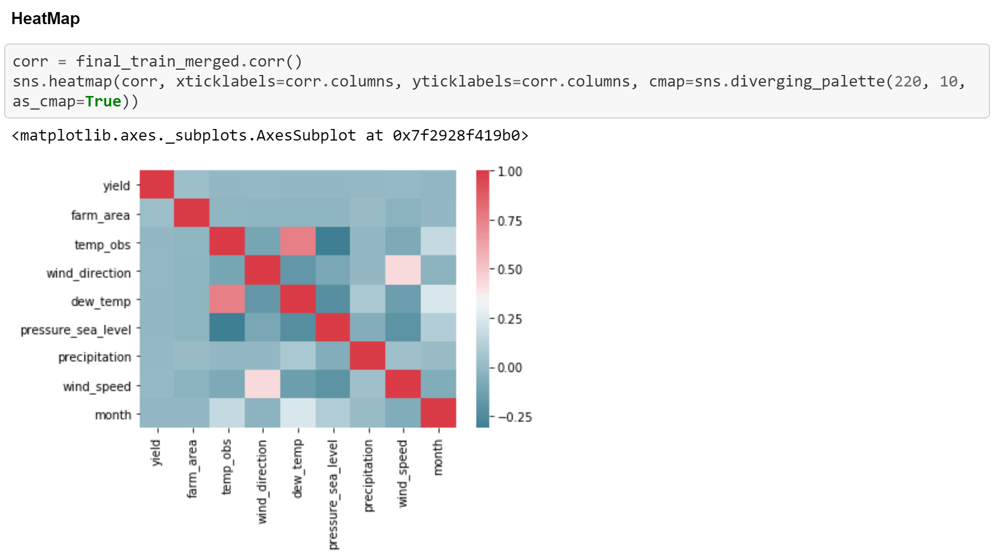 HeatMap
corr = final_train_merged.corr()
sns.heatmap(corr, xticklabels=corr.columns, yticklabels=corr.columns, cmap=sns.diverging_palette(220, 10,
as_cmap=True))
<matplotlib.axes._subplots.AxesSubplot at 0x7f2928f419b0>
yield
farm_area
temp_obs
wind_direction
dew_temp
pressure_sea_level
precipitation
wind_speed
month
1.00
0.75
0.50
0.25
0.00
−0.25
yield
farm_area
temp_obs
wind_direction
dew_temp
pressure_sea_level
precipitation
wind_speed
month